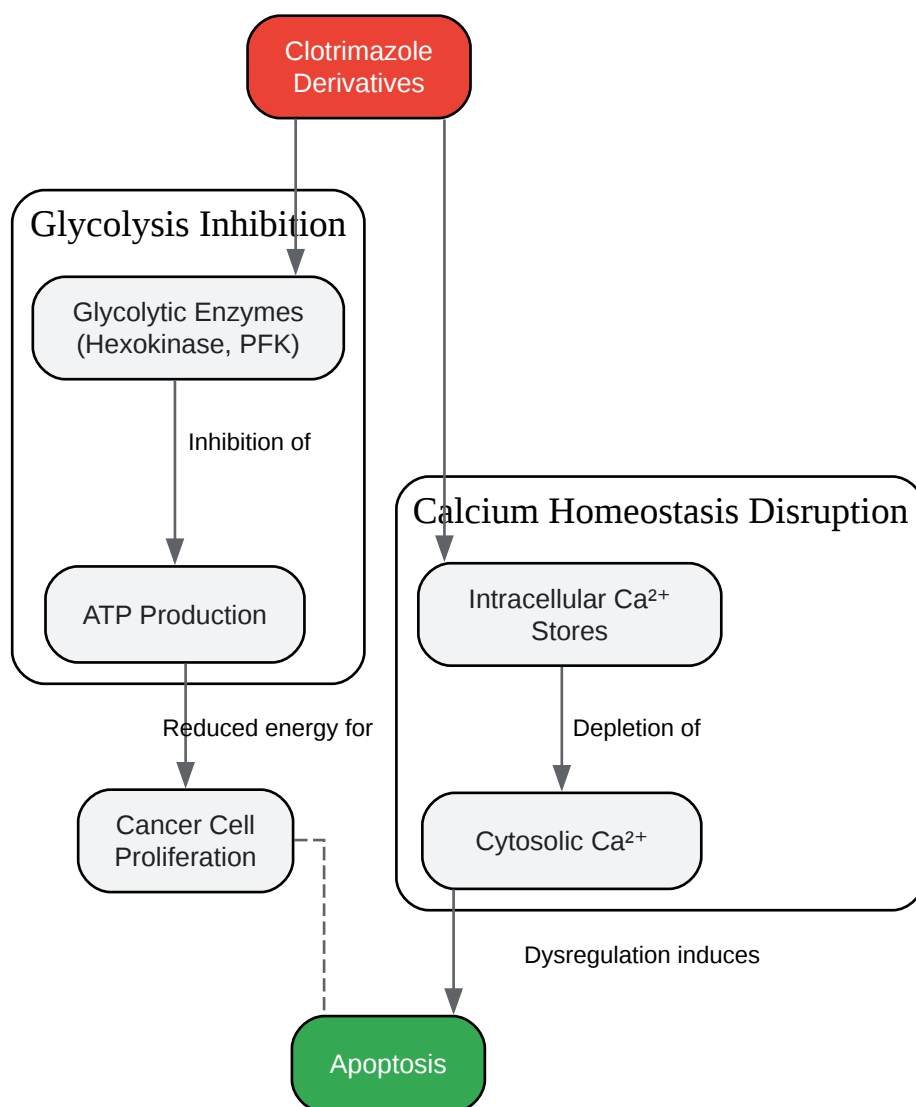 Clotrimazole
Derivatives
Glycolysis Inhibition
Glycolytic Enzymes
(Hexokinase, PFK)
Inhibition of
ATP Production
Reduced energy for
Cancer Cell
Proliferation
Calcium Homeostasis Disruption
Intracellular Ca²⁺
Stores
Depletion of
Cytosolic Ca²⁺
Dysregulation induces
Apoptosis